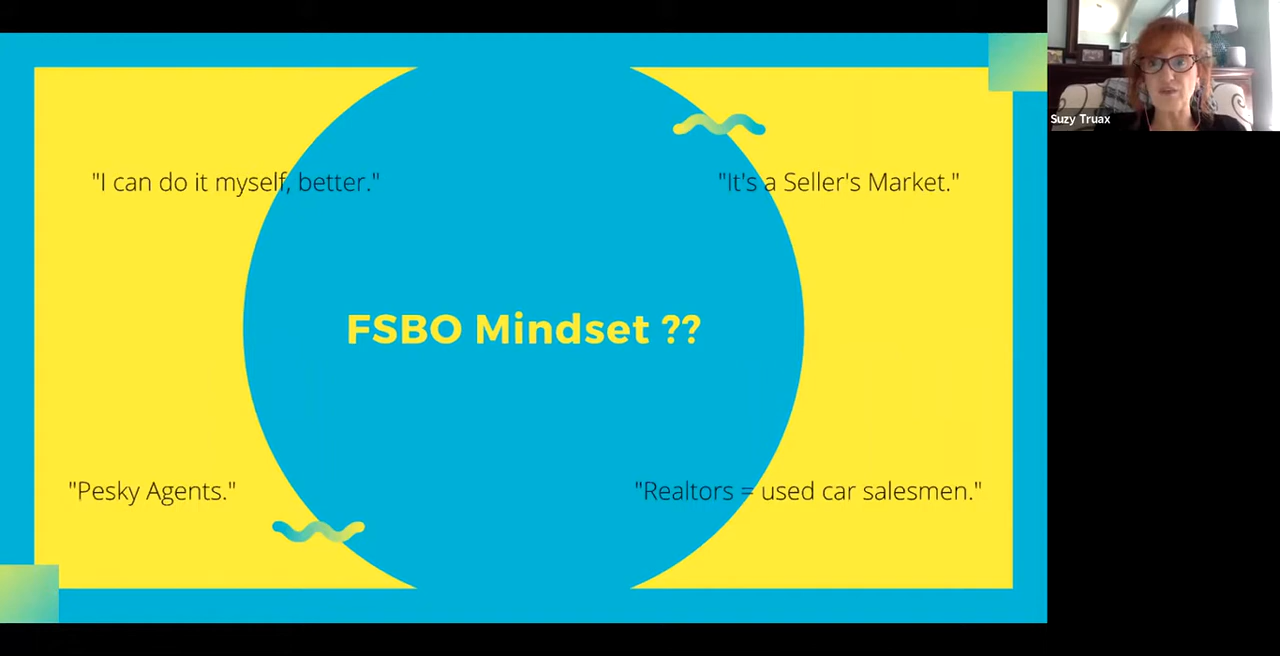 Suzy Truax
"I can do it myself, better."
"It's a Seller's Market."
FSBO Mindset ??
"Pesky Agents."
"Realtors = used car salesmen."